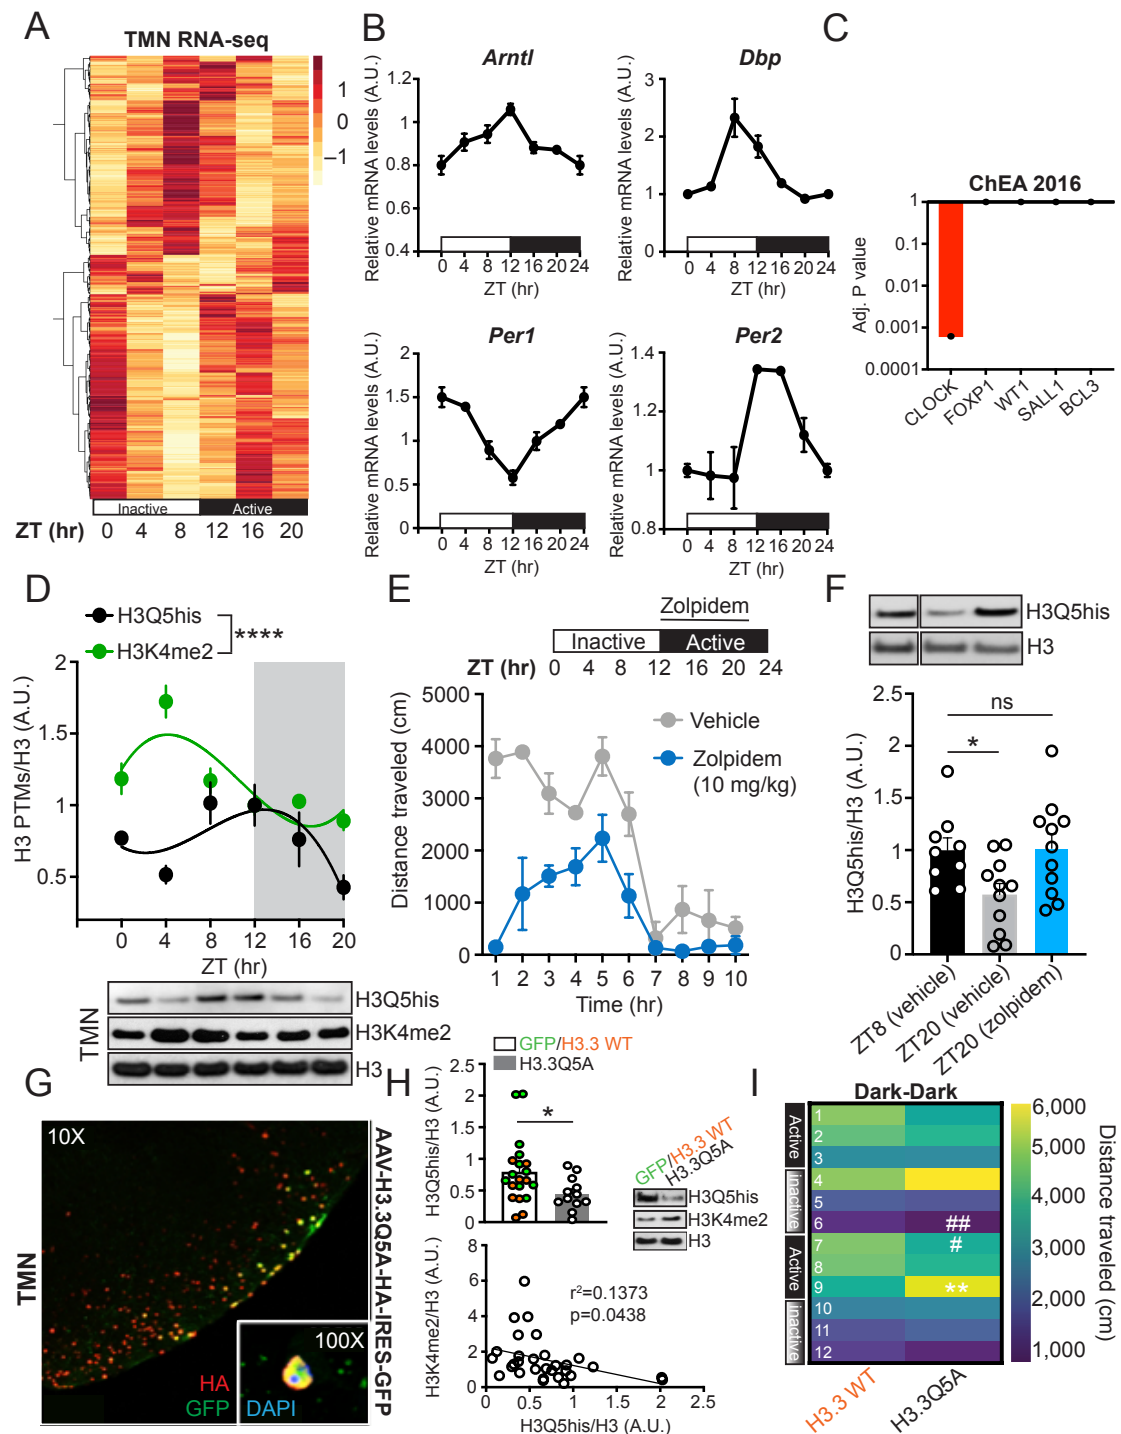 A
TMN RNA-seq
1
0
−1
Inactive
Active
ZT (hr) 0 4 8 12 16 20
B
Arntl
Relative mRNA levels (A.U.)
1.2
1
0.8
0.6
0.4
0 4 8 12 16 20 24
ZT (hr)
Dbp
Relative mRNA levels (A.U.)
3
2
1
0
0 4 8 12 16 20 24
ZT (hr)
Per1
Relative mRNA levels (A.U.)
2
1.5
1
0.5
0
0 4 8 12 16 20 24
ZT (hr)
Per2
Relative mRNA levels (A.U.)
1.4
1.2
1
0.8
0 4 8 12 16 20 24
ZT (hr)
C
ChEA 2016
Adj. P value
1
0.1
0.01
0.001
0.0001
CLOCK
FOXP1
WT1
SALL1
BCL3
D
H3Q5his
H3K4me2
****
H3 PTMs/H3 (A.U.)
2
1.5
1
0.5
0 4 8 12 16 20
ZT (hr)
TMN
H3Q5his
H3K4me2
H3
E
Zolpidem
Inactive
Active
ZT (hr) 0 4 8 12 16 20 24
Distance traveled (cm)
5000
4000
3000
2000
1000
0
Vehicle
Zolpidem
(10 mg/kg)
1 2 3 4 5 6 7 8 9 10
Time (hr)
F
H3Q5his
H3
H3Q5his/H3 (A.U.)
2.5
2
1.5
1
0.5
0
ns
*
ZT8 (vehicle)
ZT20 (vehicle)
ZT20 (zolpidem)
G
10X
TMN
HA
GFP
100X
DAPI
AAV-H3.3Q5A-HA-IRES-GFP
H
GFP/H3.3 WT
H3.3Q5A
H3Q5his/H3 (A.U.)
2.5
2
1.5
1
0.5
0
*
GFP/H3.3 WT
H3.3Q5A
H3Q5his
H3K4me2
H3
H3K4me2/H3 (A.U.)
8
6
4
2
0
r2=0.1373
p=0.0438
0 0.5 1 1.5 2 2.5
H3Q5his/H3 (A.U.)
I
Dark-Dark
Active
inactive
Active
inactive
1
2
3
4
5
6 ##
7 #
8
9 **
10
11
12
H3.3 WT
H3.3Q5A
6,000
5,000
4,000
3,000
2,000
1,000
Distance traveled (cm)